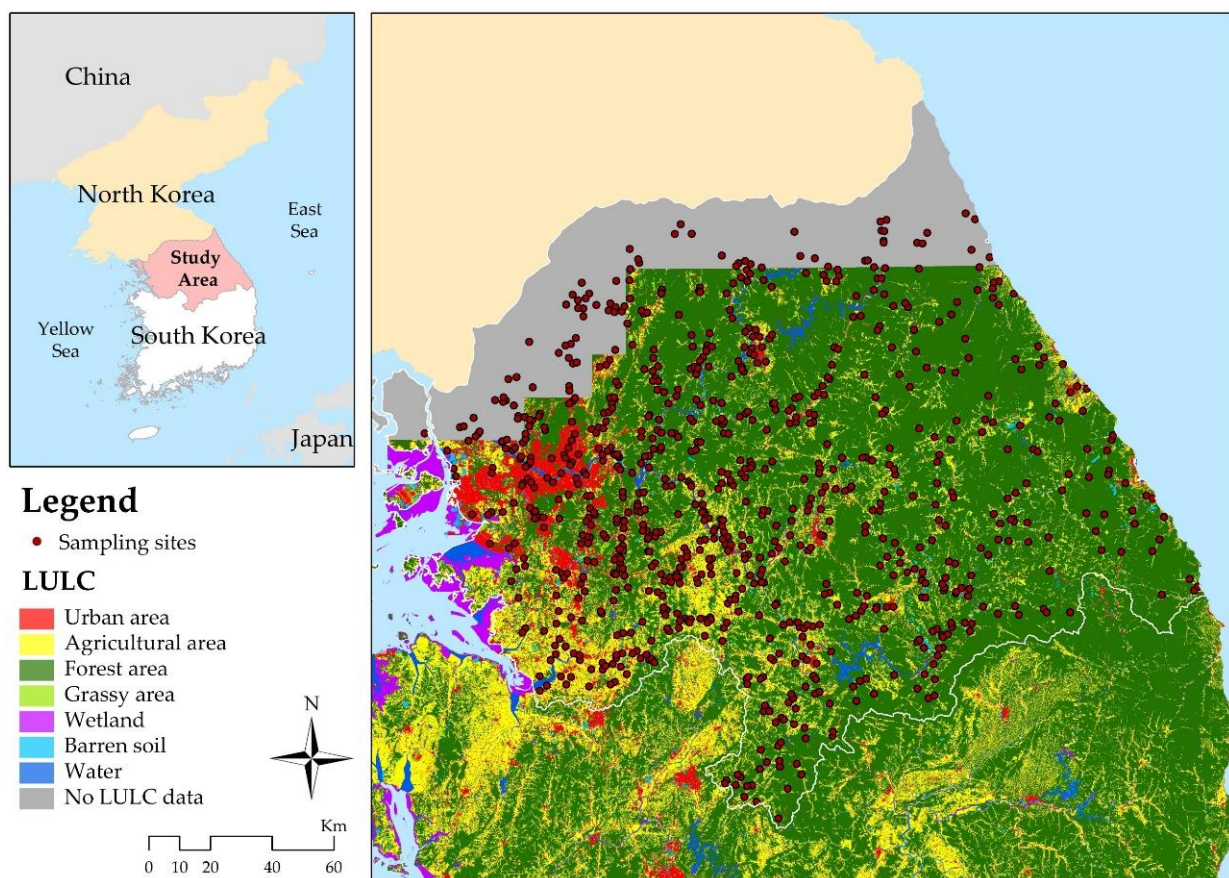 China
North Korea
East
Sea
Study
Area
Yellow
Sea
South Korea
Japan
Legend
Sampling sites
LULC
Urban area
Agricultural area
Forest area
Grassy area
Wetland
Barren soil
Water
No LULC data
N
Km
0 10 20 40 60